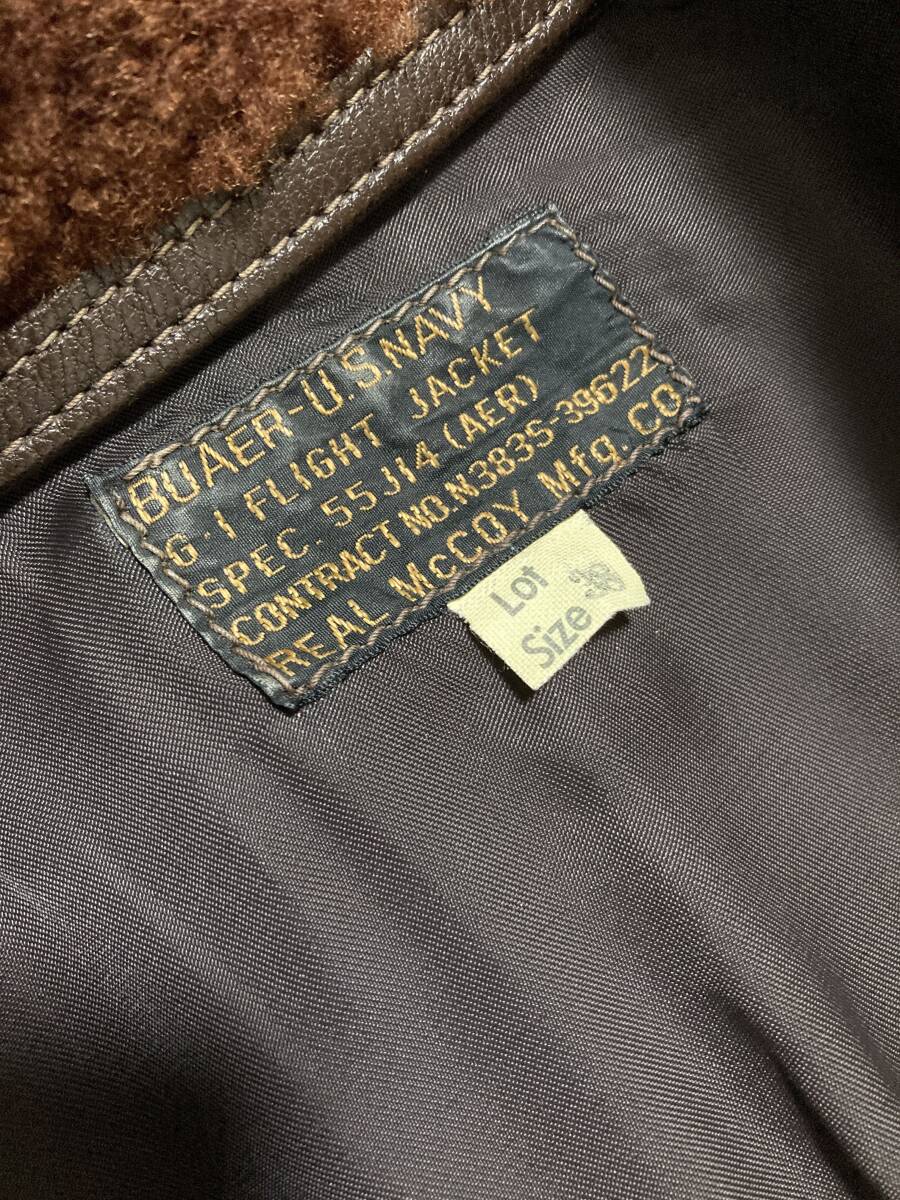 BUAER-U.S.NAVY
G-1 FLIGHT JACKET
SPEC. 55J14 (AER)
CONTRACT NO. N383S-39622
REAL McCOY Mfg. CO.
Lot
Size